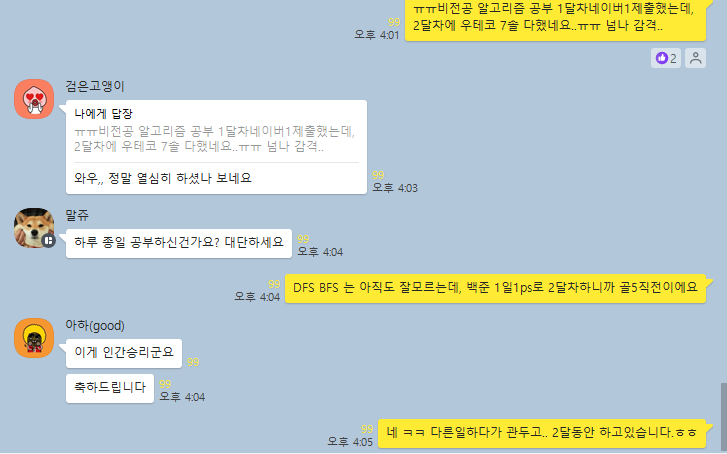 ㅠㅠ비전공 알고리즘 공부 1달차네이버1제출했는데,
2달차에 우테코 7솔 다했네요..ㅠㅠ 넘나 감격..
99
오후 4:01
2
검은고앵이
나에게 답장
ㅠㅠ비전공 알고리즘 공부 1달차네이버1제출했는데,
2달차에 우테코 7솔 다했네요..ㅠㅠ 넘나 감격..
와우,, 정말 열심히 하셨나 보네요
99
오후 4:03
말쥬
하루 종일 공부하신건가요? 대단하세요
99
오후 4:04
DFS BFS 는 아직도 잘모르는데, 백준 1일1ps로 2달차하니까 골5직전이에요
99
오후 4:04
아하(good)
이게 인간승리군요
99
축하드립니다
99
오후 4:04
네 ㅋㅋ 다른일하다가 관두고.. 2달동안 하고있습니다.ㅎㅎ
99
오후 4:05